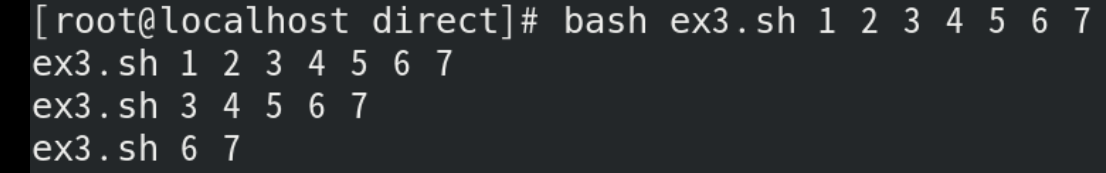 [root@localhost direct]# bash ex3.sh 1 2 3 4 5 6 7
ex3.sh 1 2 3 4 5 6 7
ex3.sh 3 4 5 6 7
ex3.sh 6 7